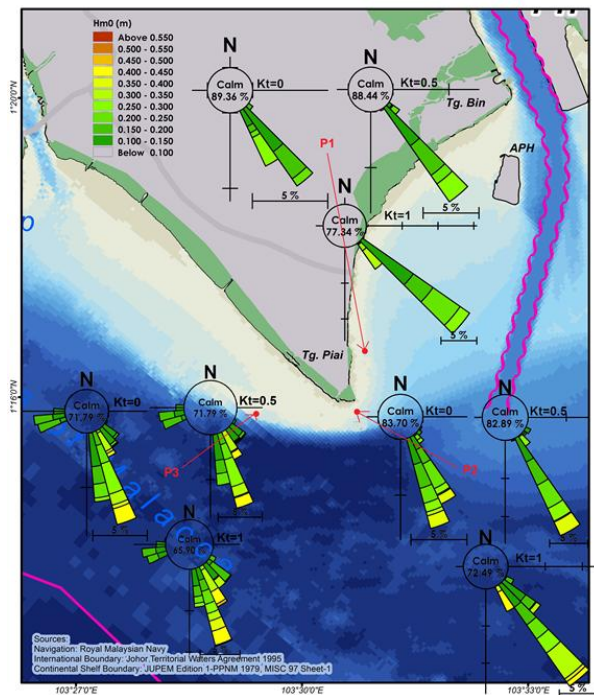 Hm0 (m)
Above 0.550
0.500 - 0.550
0.450 - 0.500
0.400 - 0.450
0.350 - 0.400
0.300 - 0.350
0.250 - 0.300
0.200 - 0.250
0.150 - 0.200
0.100 - 0.150
Below 0.100
N
Calm
89.36 %
Kt=0
5 %
N
Calm
88.44 %
Kt=0.5
5 %
Tg. Bin
APH
P1
1°20'0"N
N
Calm
77.34 %
Kt=1
5 %
Tg. Piai
1°16'0"N
N
Calm
71.79 %
Kt=0
5 %
N
Calm
71.79 %
Kt=0.5
5 %
P3
N
Calm
83.70 %
Kt=0
5 %
P2
N
Calm
82.89 %
Kt=0.5
5 %
N
Calm
Kt=1
5 %
N
Calm
72.49 %
Kt=1
5 %
Sources:
Navigation: Royal Malaysian Navy
International Boundary: Johor Territorial Waters Agreement 1995
Continental Shelf Boundary: JUPEM Edition 1-PPNM 1979, MISC 97 Sheet-1
103°27'0"E
103°30'0"E
103°33'0"E